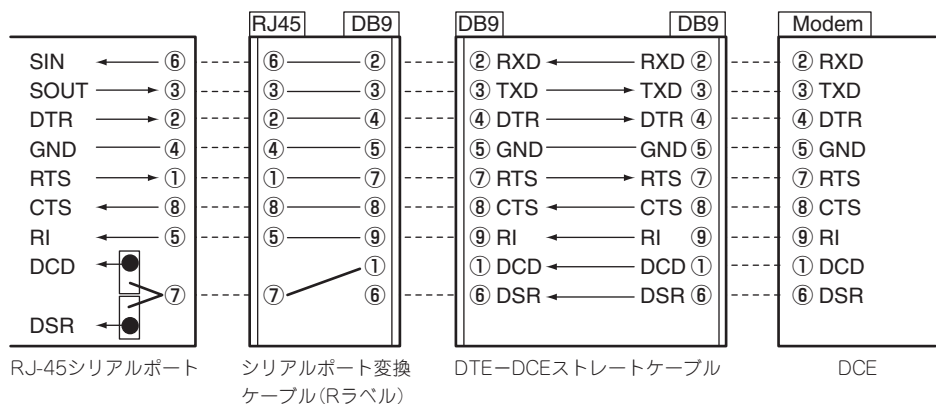 RJ45 DB9 DB9 DB9 Modem
SIN ⑥ ⑥ ② ② RXD RXD ② ② RXD
SOUT ③ ③ ③ ③ TXD TXD ③ ③ TXD
DTR ② ② ④ ④ DTR DTR ④ ④ DTR
GND ④ ④ ⑤ ⑤ GND GND ⑤ ⑤ GND
RTS ① ① ⑦ ⑦ RTS RTS ⑦ ⑦ RTS
CTS ⑧ ⑧ ⑧ ⑧ CTS CTS ⑧ ⑧ CTS
RI ⑤ ⑤ ⑨ ⑨ RI RI ⑨ ⑨ RI
DCD ① ① DCD DCD ① ① DCD
⑦ ⑦ ⑥ ⑥ DSR DSR ⑥ ⑥ DSR
DSR
RJ-45シリアルポート シリアルポート変換 DTE−DCEストレートケーブル DCE
ケーブル(Rラベル)